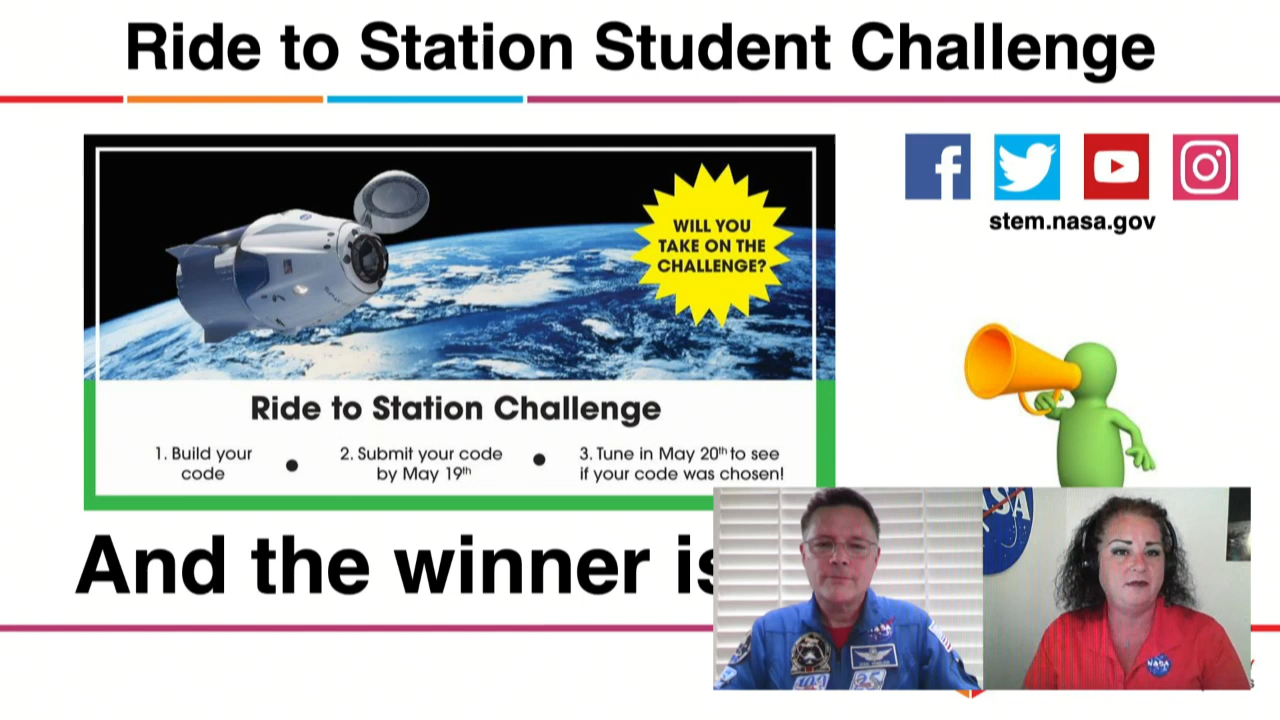 Ride to Station Student Challenge
WILL YOU
TAKE ON THE
CHALLENGE?
stem.nasa.gov
Ride to Station Challenge
1. Build your
code
• 2. Submit your code
by May 19th
• 3. Tune in May 20th to see
if your code was chosen!
And the winner is
NASA
NASA